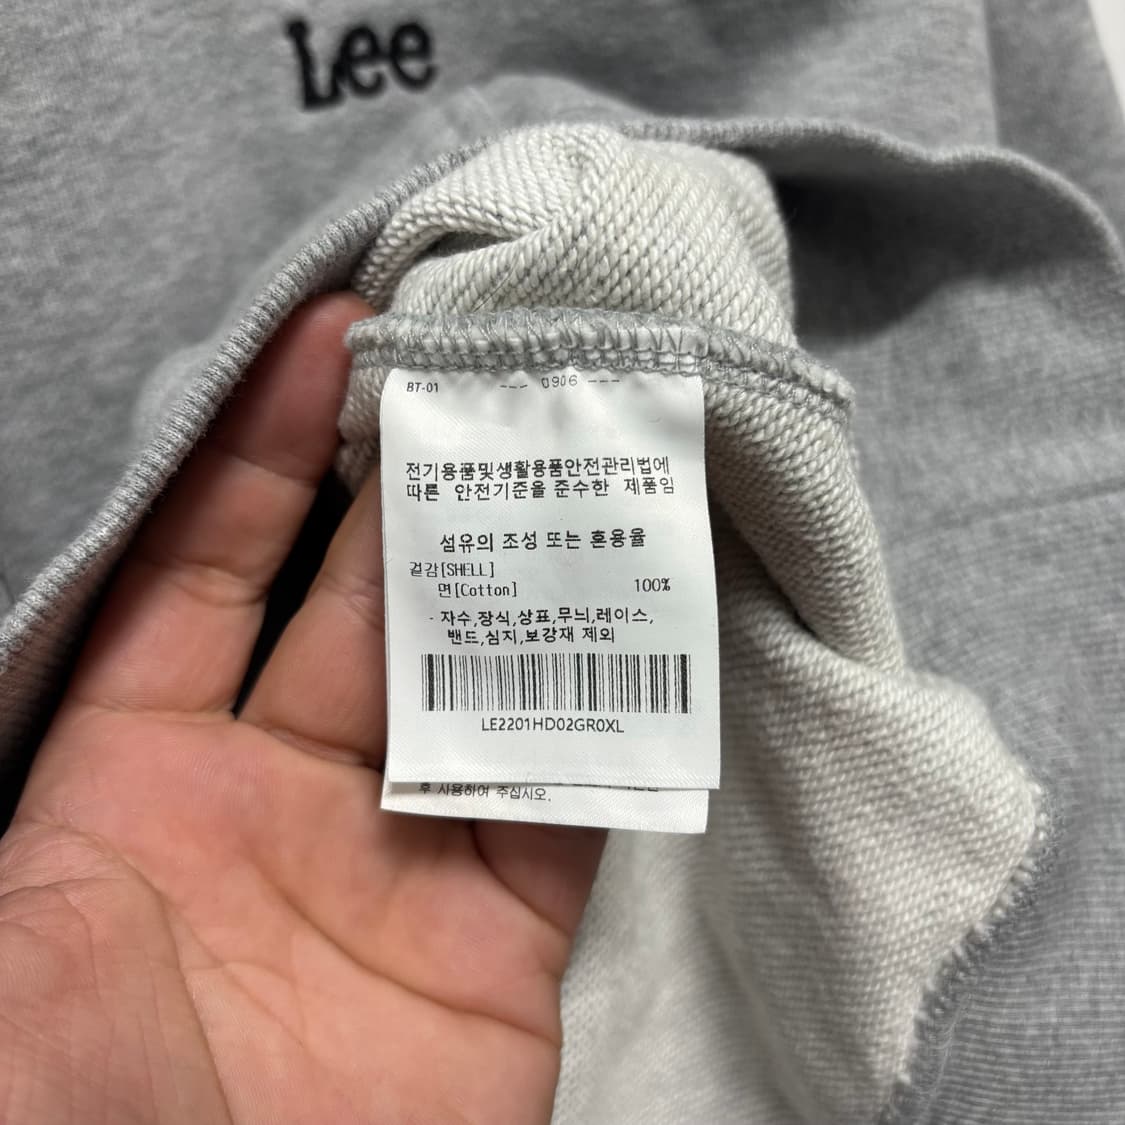 Lee
BT-01 --- 0906 ---
전기용품및생활용품안전관리법에
따른 안전기준을 준수한 제품임
섬유의 조성 또는 혼용율
겉감[SHELL]
면[Cotton] 100%
- 자수,장식,상표,무늬,레이스,
밴드,심지,보강재 제외
LE2201HD02GR0XL
후 사용하여 주십시오.